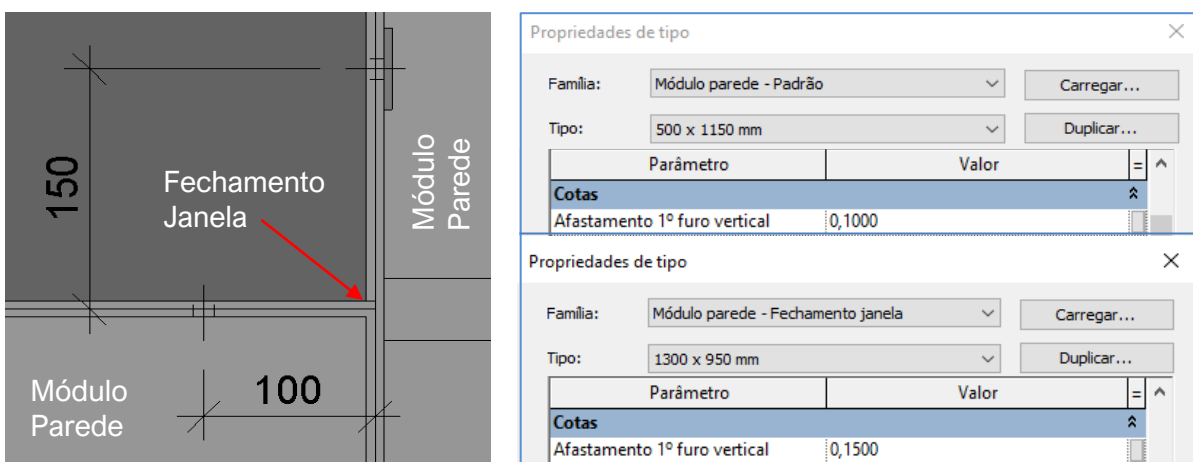 150
Fechamento
Janela
Módulo
Parede
Módulo
Parede
100
Propriedades de tipo
Família:
Módulo parede - Padrão
Carregar...
Tipo:
500 x 1150 mm
Duplicar...
Parâmetro
Valor
=
Cotas
Afastamento 1º furo vertical
0,1000
Propriedades de tipo
Família:
Módulo parede - Fechamento janela
Carregar...
Tipo:
1300 x 950 mm
Duplicar...
Parâmetro
Valor
=
Cotas
Afastamento 1º furo vertical
0,1500